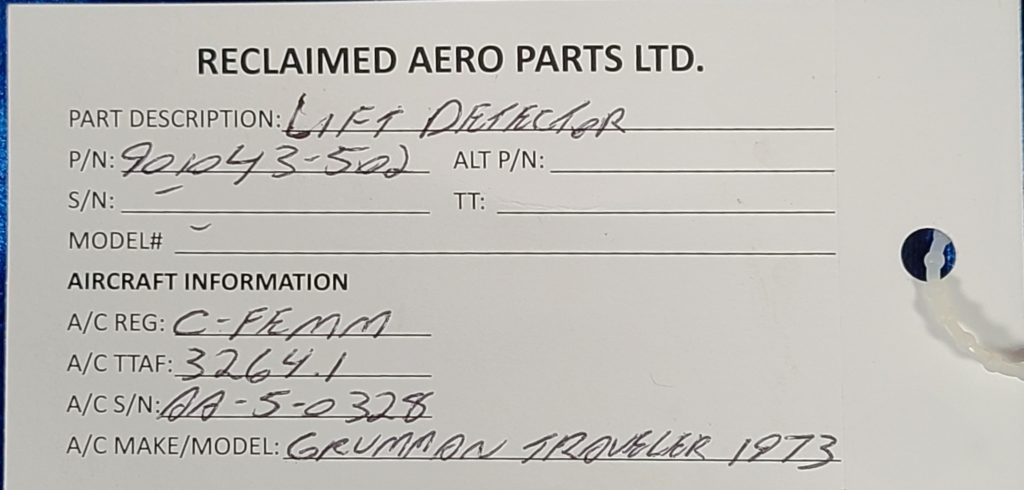 RECLAIMED AERO PARTS LTD.
PART DESCRIPTION: LIFT DETECTOR
P/N: 901043-502 ALT P/N:
S/N: - TT:
MODEL# -
AIRCRAFT INFORMATION
A/C REG: C-FEMM
A/C TTAF: 3264.1
A/C S/N: AA-5-0328
A/C MAKE/MODEL: GRUMMAN TRAVELER 1973